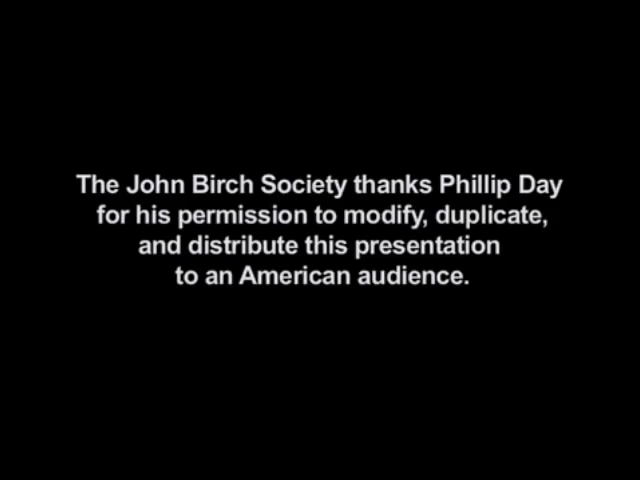 The John Birch Society thanks Phillip Day
for his permission to modify, duplicate,
and distribute this presentation
to an American audience.